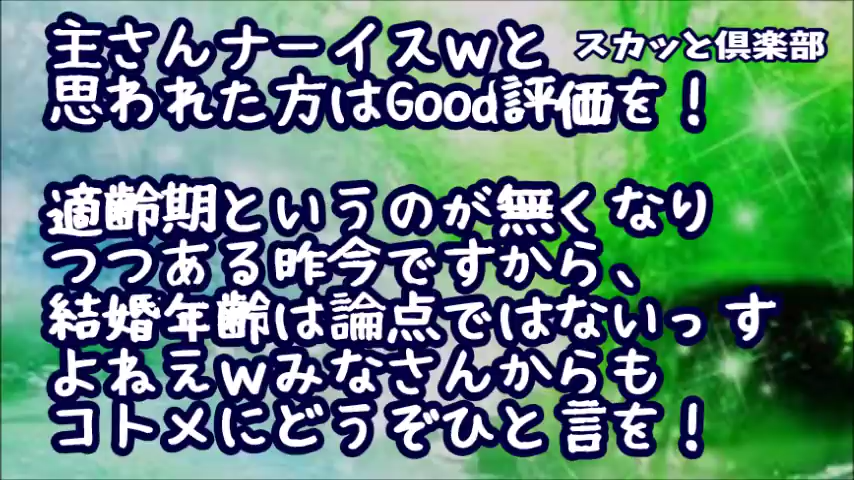 主さんナーイスwと
スカッと倶楽部
思われた方はGood評価を！
適齢期というのが無くなり
つつある昨今ですから、
結婚年齢は論点ではないっす
よねぇwみなさんからも
コトメにどうぞひと言を！